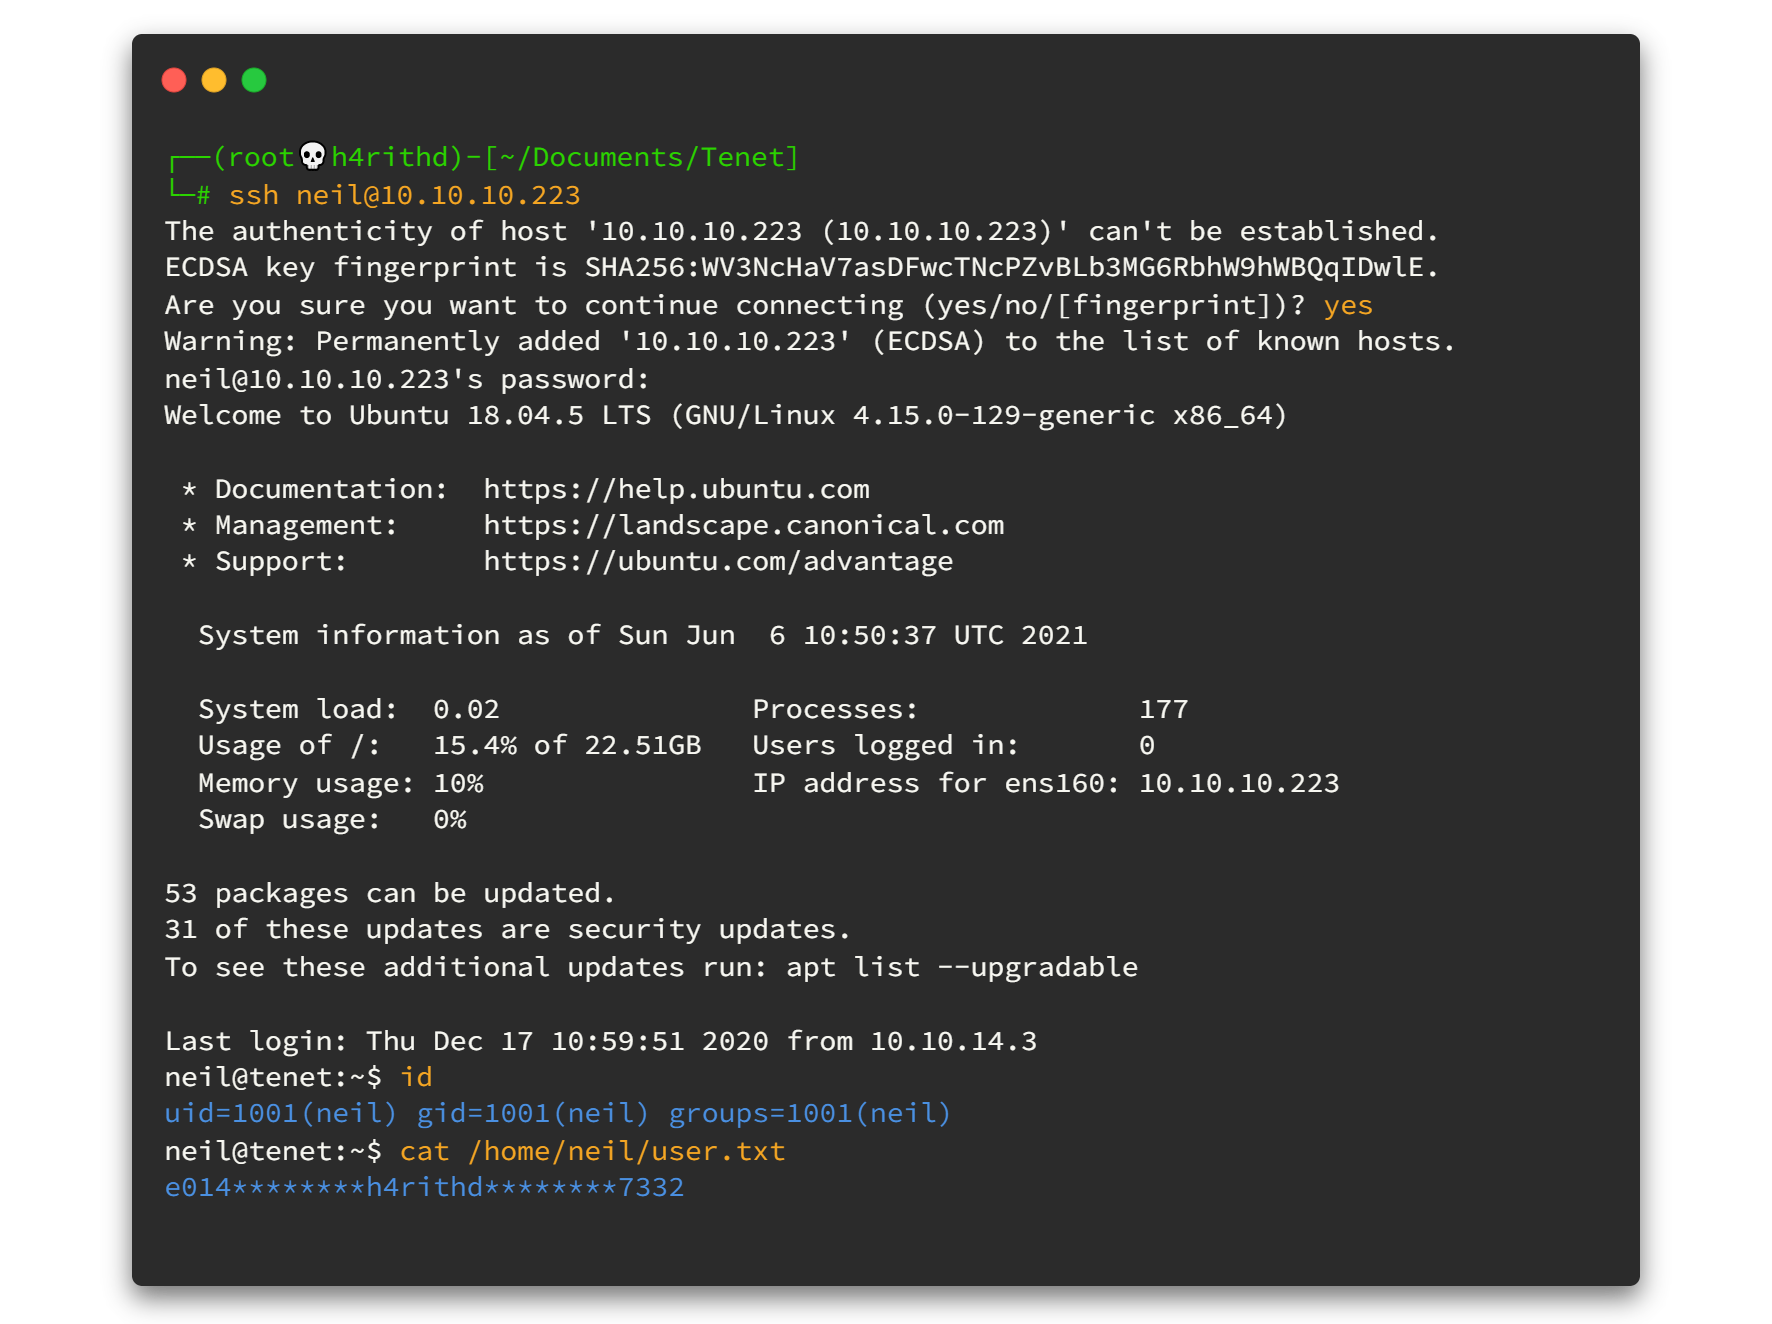 ┌──(root💀h4rithd)-[~/Documents/Tenet]
└─# ssh neil@10.10.10.223
The authenticity of host '10.10.10.223 (10.10.10.223)' can't be established.
ECDSA key fingerprint is SHA256:WV3NcHaV7asDFwcTNcPZvBLb3MG6RbhW9hWBQqIDwlE.
Are you sure you want to continue connecting (yes/no/[fingerprint])? yes
Warning: Permanently added '10.10.10.223' (ECDSA) to the list of known hosts.
neil@10.10.10.223's password:
Welcome to Ubuntu 18.04.5 LTS (GNU/Linux 4.15.0-129-generic x86_64)

 * Documentation:  https://help.ubuntu.com
 * Management:     https://landscape.canonical.com
 * Support:        https://ubuntu.com/advantage

  System information as of Sun Jun  6 10:50:37 UTC 2021

  System load:  0.02               Processes:             177
  Usage of /:   15.4% of 22.51GB   Users logged in:       0
  Memory usage: 10%                IP address for ens160: 10.10.10.223
  Swap usage:   0%

53 packages can be updated.
31 of these updates are security updates.
To see these additional updates run: apt list --upgradable

Last login: Thu Dec 17 10:59:51 2020 from 10.10.14.3
neil@tenet:~$ id
uid=1001(neil) gid=1001(neil) groups=1001(neil)
neil@tenet:~$ cat /home/neil/user.txt
e014********h4rithd********7332